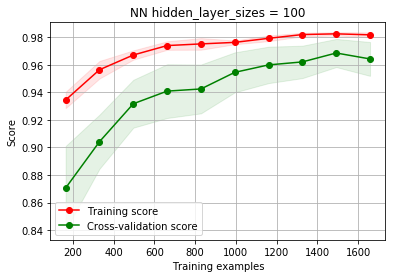 NN hidden_layer_sizes = 100
Score
0.98
0.96
0.94
0.92
0.90
0.88
0.86
0.84
Training score
Cross-validation score
200 400 600 800 1000 1200 1400 1600
Training examples